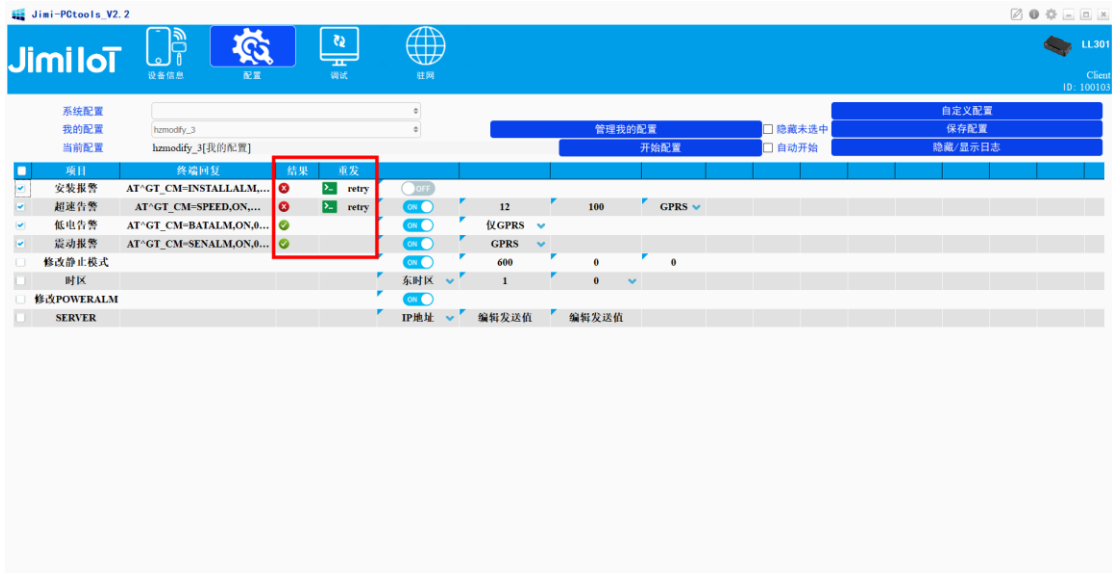 Jimi-PCtools_V2.2
Jimi IoT
设备信息
配置
调试
驻网
LL301
Client
ID: 100103
系统配置
自定义配置
我的配置 hzmodify_3 管理我的配置 隐藏未选中 保存配置
当前配置 hzmodify_3[我的配置] 开始配置 自动开始 隐藏/显示日志
项目 终端回复 结果 重发
安装报警 AT^GT_CM=INSTALLALM,... retry OFF
超速告警 AT^GT_CM=SPEED,ON,... retry ON 12 100 GPRS
低电告警 AT^GT_CM=BATALM,ON,0... ON 仅GPRS
震动报警 AT^GT_CM=SENALM,ON,0... ON GPRS
修改静止模式 ON 600 0 0
时区 东时区 1 0
修改POWERALM ON
SERVER IP地址 编辑发送值 编辑发送值